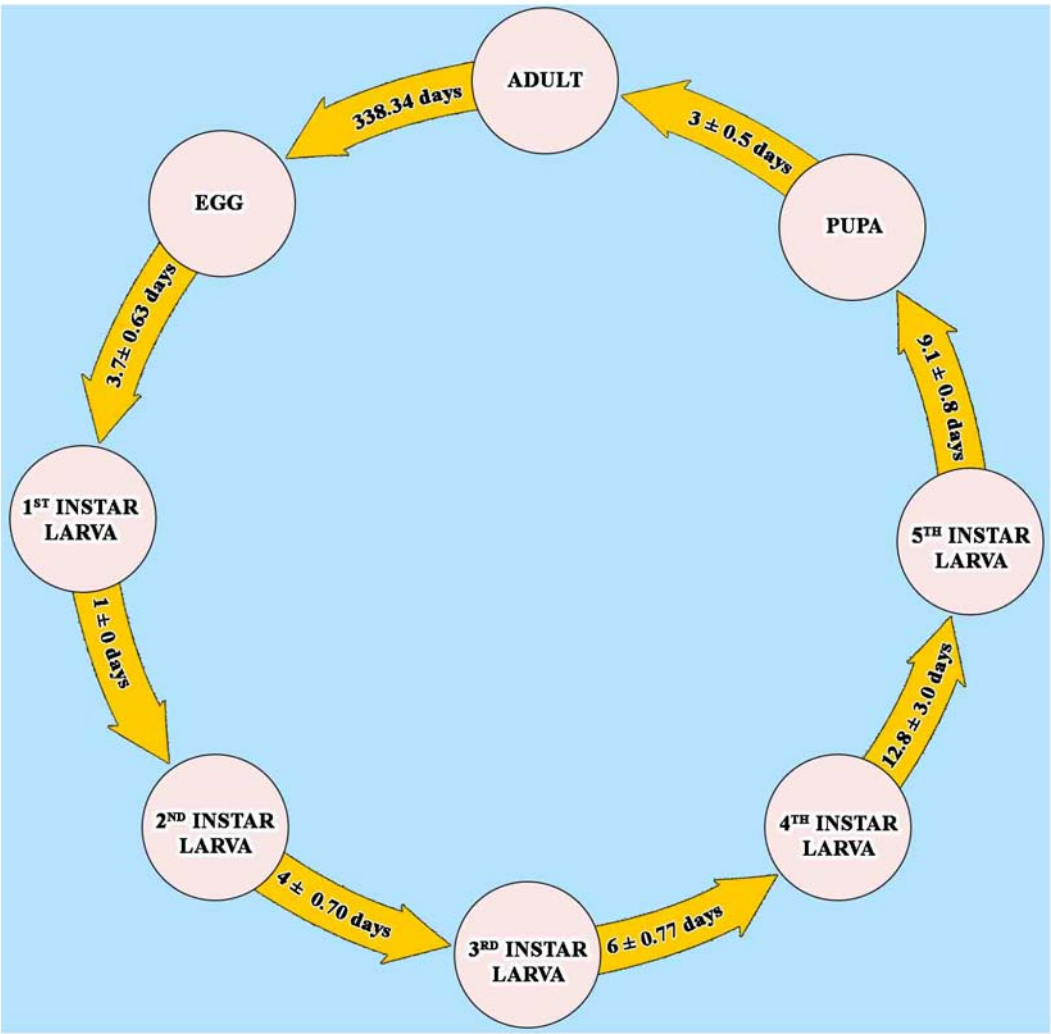 ADULT
338.34 days
EGG
3.7± 0.63 days
1ST INSTAR
LARVA
1 ± 0 days
2ND INSTAR
LARVA
4 ± 0.70 days
3RD INSTAR
LARVA
6 ± 0.77 days
4TH INSTAR
LARVA
12.8 ± 3.0 days
5TH INSTAR
LARVA
9.1 ± 0.8 days
PUPA
3 ± 0.5 days